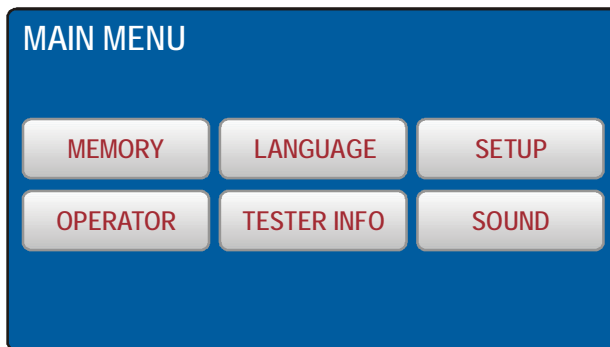 MAIN MENU
MEMORY LANGUAGE SETUP
OPERATOR TESTER INFO SOUND